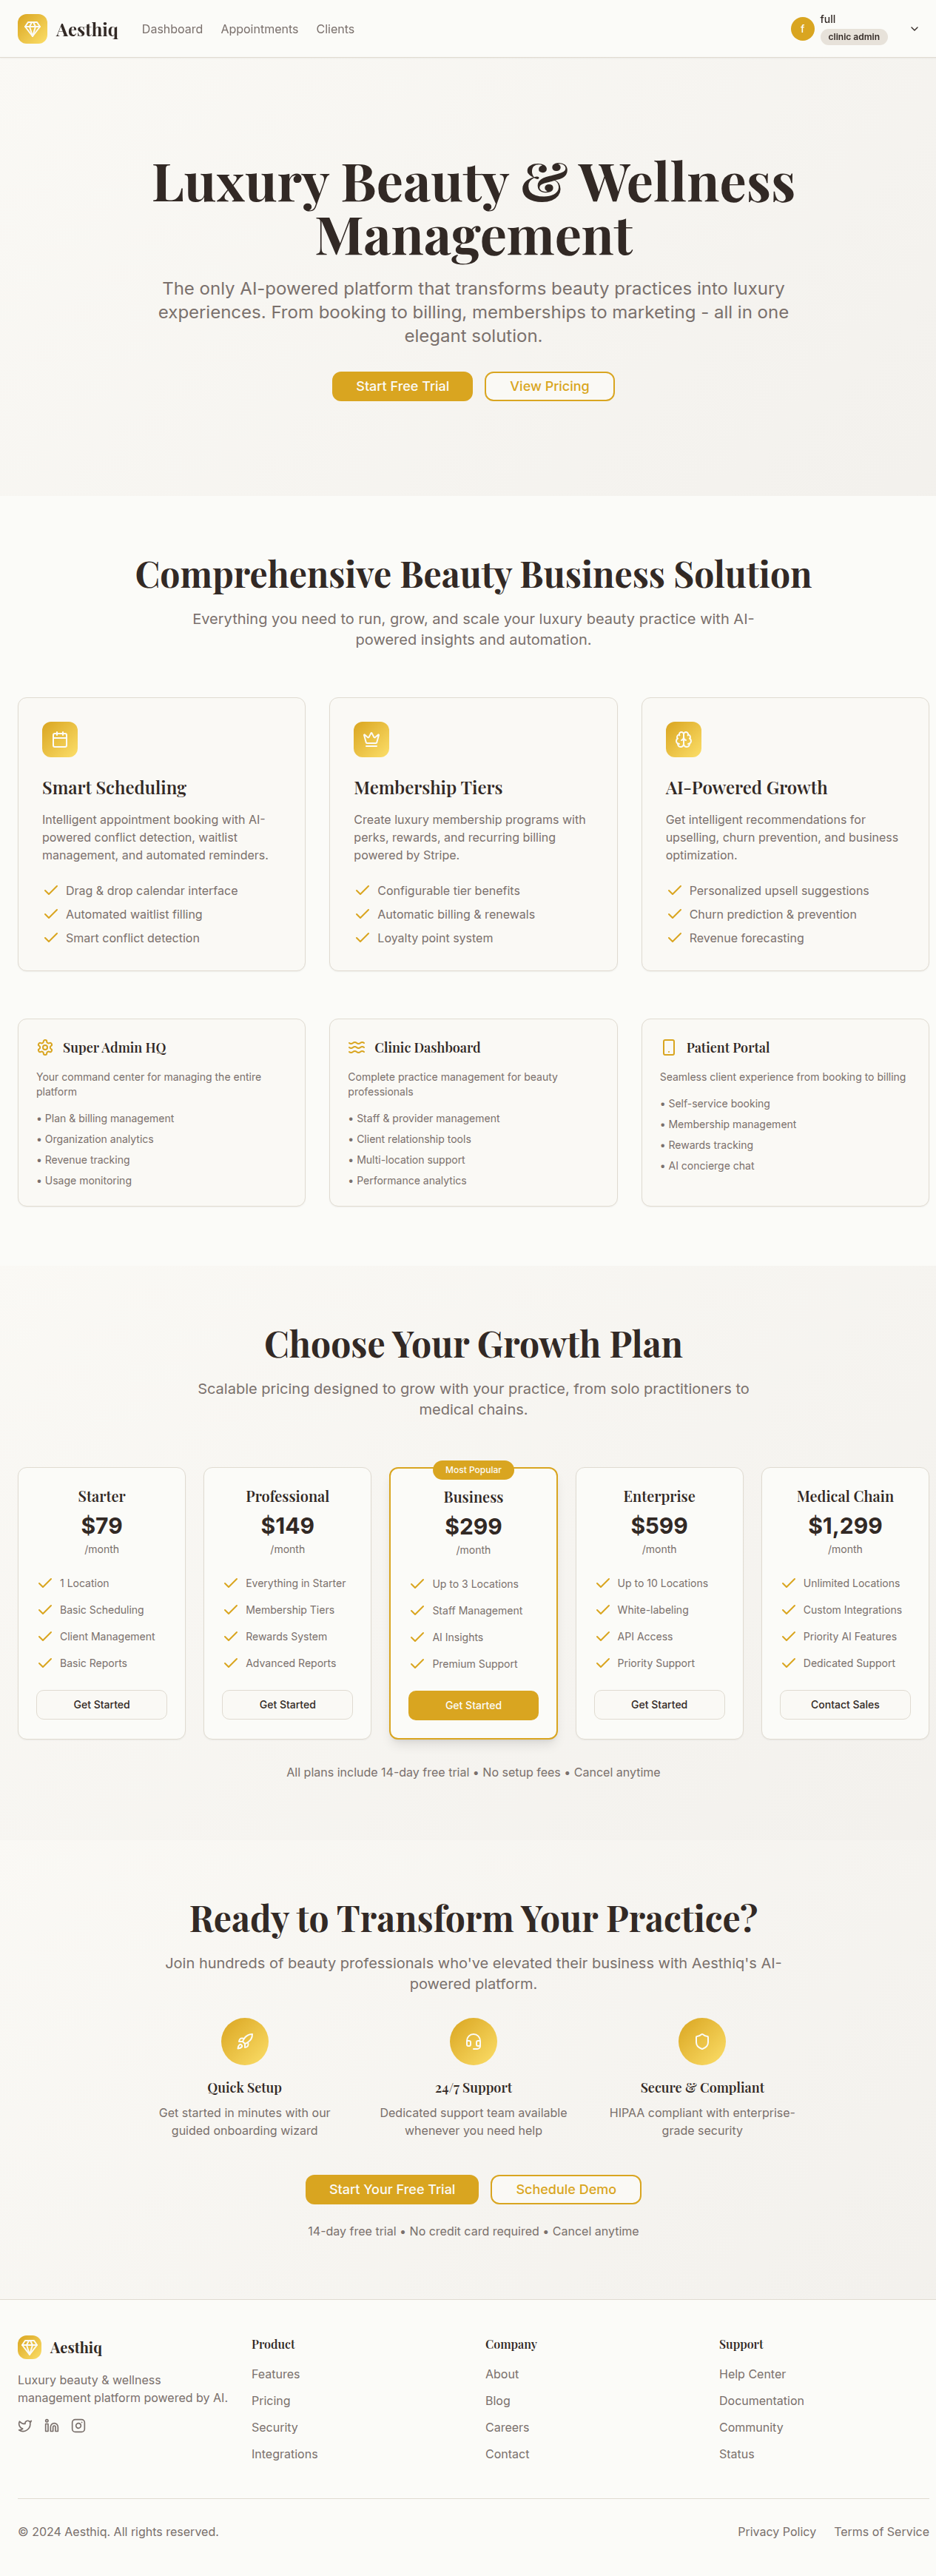 Aesthiq
Dashboard
Appointments
Clients
f
full
clinic admin
Luxury Beauty & Wellness
Management
The only AI-powered platform that transforms beauty practices into luxury
experiences. From booking to billing, memberships to marketing - all in one
elegant solution.
Start Free Trial
View Pricing
Comprehensive Beauty Business Solution
Everything you need to run, grow, and scale your luxury beauty practice with AI-
powered insights and automation.
Smart Scheduling
Intelligent appointment booking with AI-
powered conflict detection, waitlist
management, and automated reminders.
Drag & drop calendar interface
Automated waitlist filling
Smart conflict detection
Membership Tiers
Create luxury membership programs with
perks, rewards, and recurring billing
powered by Stripe.
Configurable tier benefits
Automatic billing & renewals
Loyalty point system
AI-Powered Growth
Get intelligent recommendations for
upselling, churn prevention, and business
optimization.
Personalized upsell suggestions
Churn prediction & prevention
Revenue forecasting
Super Admin HQ
Your command center for managing the entire
platform
• Plan & billing management
• Organization analytics
• Revenue tracking
• Usage monitoring
Clinic Dashboard
Complete practice management for beauty
professionals
• Staff & provider management
• Client relationship tools
• Multi-location support
• Performance analytics
Patient Portal
Seamless client experience from booking to billing
• Self-service booking
• Membership management
• Rewards tracking
• AI concierge chat
Choose Your Growth Plan
Scalable pricing designed to grow with your practice, from solo practitioners to
medical chains.
Starter
$79
/month
1 Location
Basic Scheduling
Client Management
Basic Reports
Get Started
Professional
$149
/month
Everything in Starter
Membership Tiers
Rewards System
Advanced Reports
Get Started
Most Popular
Business
$299
/month
Up to 3 Locations
Staff Management
AI Insights
Premium Support
Get Started
Enterprise
$599
/month
Up to 10 Locations
White-labeling
API Access
Priority Support
Get Started
Medical Chain
$1,299
/month
Unlimited Locations
Custom Integrations
Priority AI Features
Dedicated Support
Contact Sales
All plans include 14-day free trial • No setup fees • Cancel anytime
Ready to Transform Your Practice?
Join hundreds of beauty professionals who've elevated their business with Aesthiq's AI-
powered platform.
Quick Setup
Get started in minutes with our
guided onboarding wizard
24/7 Support
Dedicated support team available
whenever you need help
Secure & Compliant
HIPAA compliant with enterprise-
grade security
Start Your Free Trial
Schedule Demo
14-day free trial • No credit card required • Cancel anytime
Aesthiq
Luxury beauty & wellness
management platform powered by AI.
Product
Features
Pricing
Security
Integrations
Company
About
Blog
Careers
Contact
Support
Help Center
Documentation
Community
Status
© 2024 Aesthiq. All rights reserved.
Privacy Policy
Terms of Service